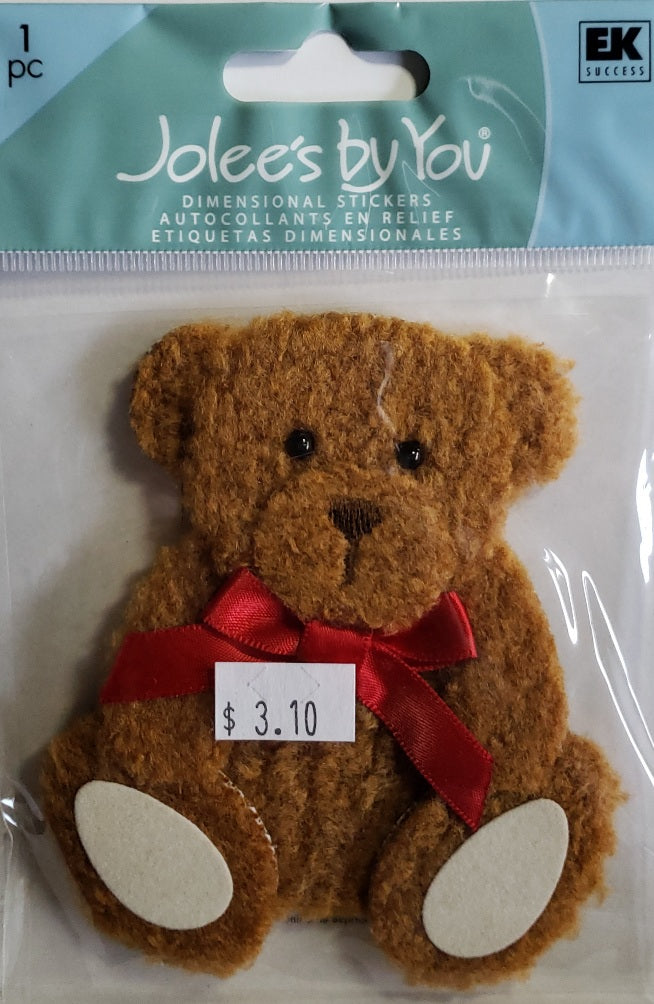 1
pc
EK
SUCCESS
Jolee's by You®
DIMENSIONAL STICKERS
AUTOCOLLANTS EN RELIEF
ETIQUETAS DIMENSIONALES
$ 3.10